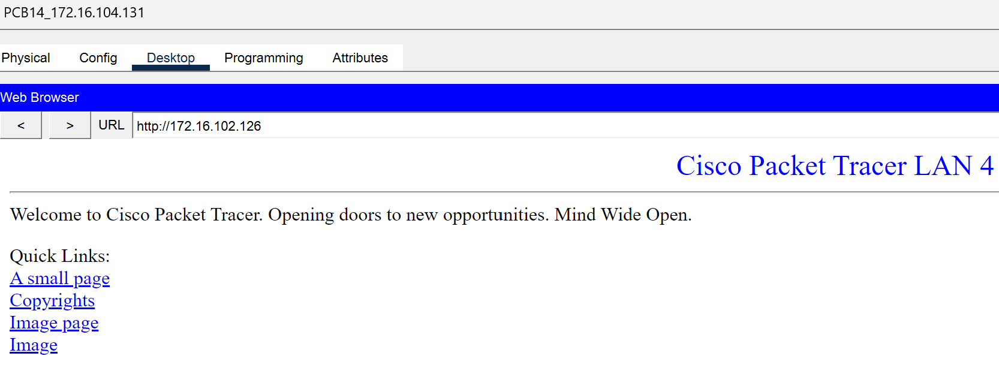 PCB14_172.16.104.131
Physical Config Desktop Programming Attributes
Web Browser
< > URL http://172.16.102.126
Cisco Packet Tracer LAN 4
Welcome to Cisco Packet Tracer. Opening doors to new opportunities. Mind Wide Open.
Quick Links:
A small page
Copyrights
Image page
Image